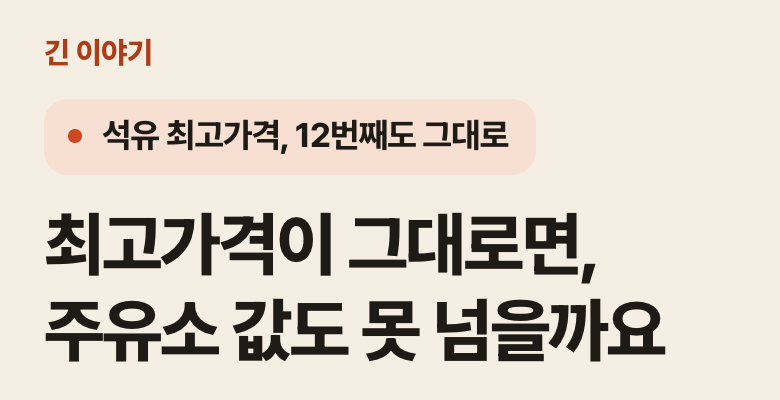 긴 이야기
석유 최고가격, 12번째도 그대로
최고가격이 그대로면,
주유소 값도 못 넘을까요